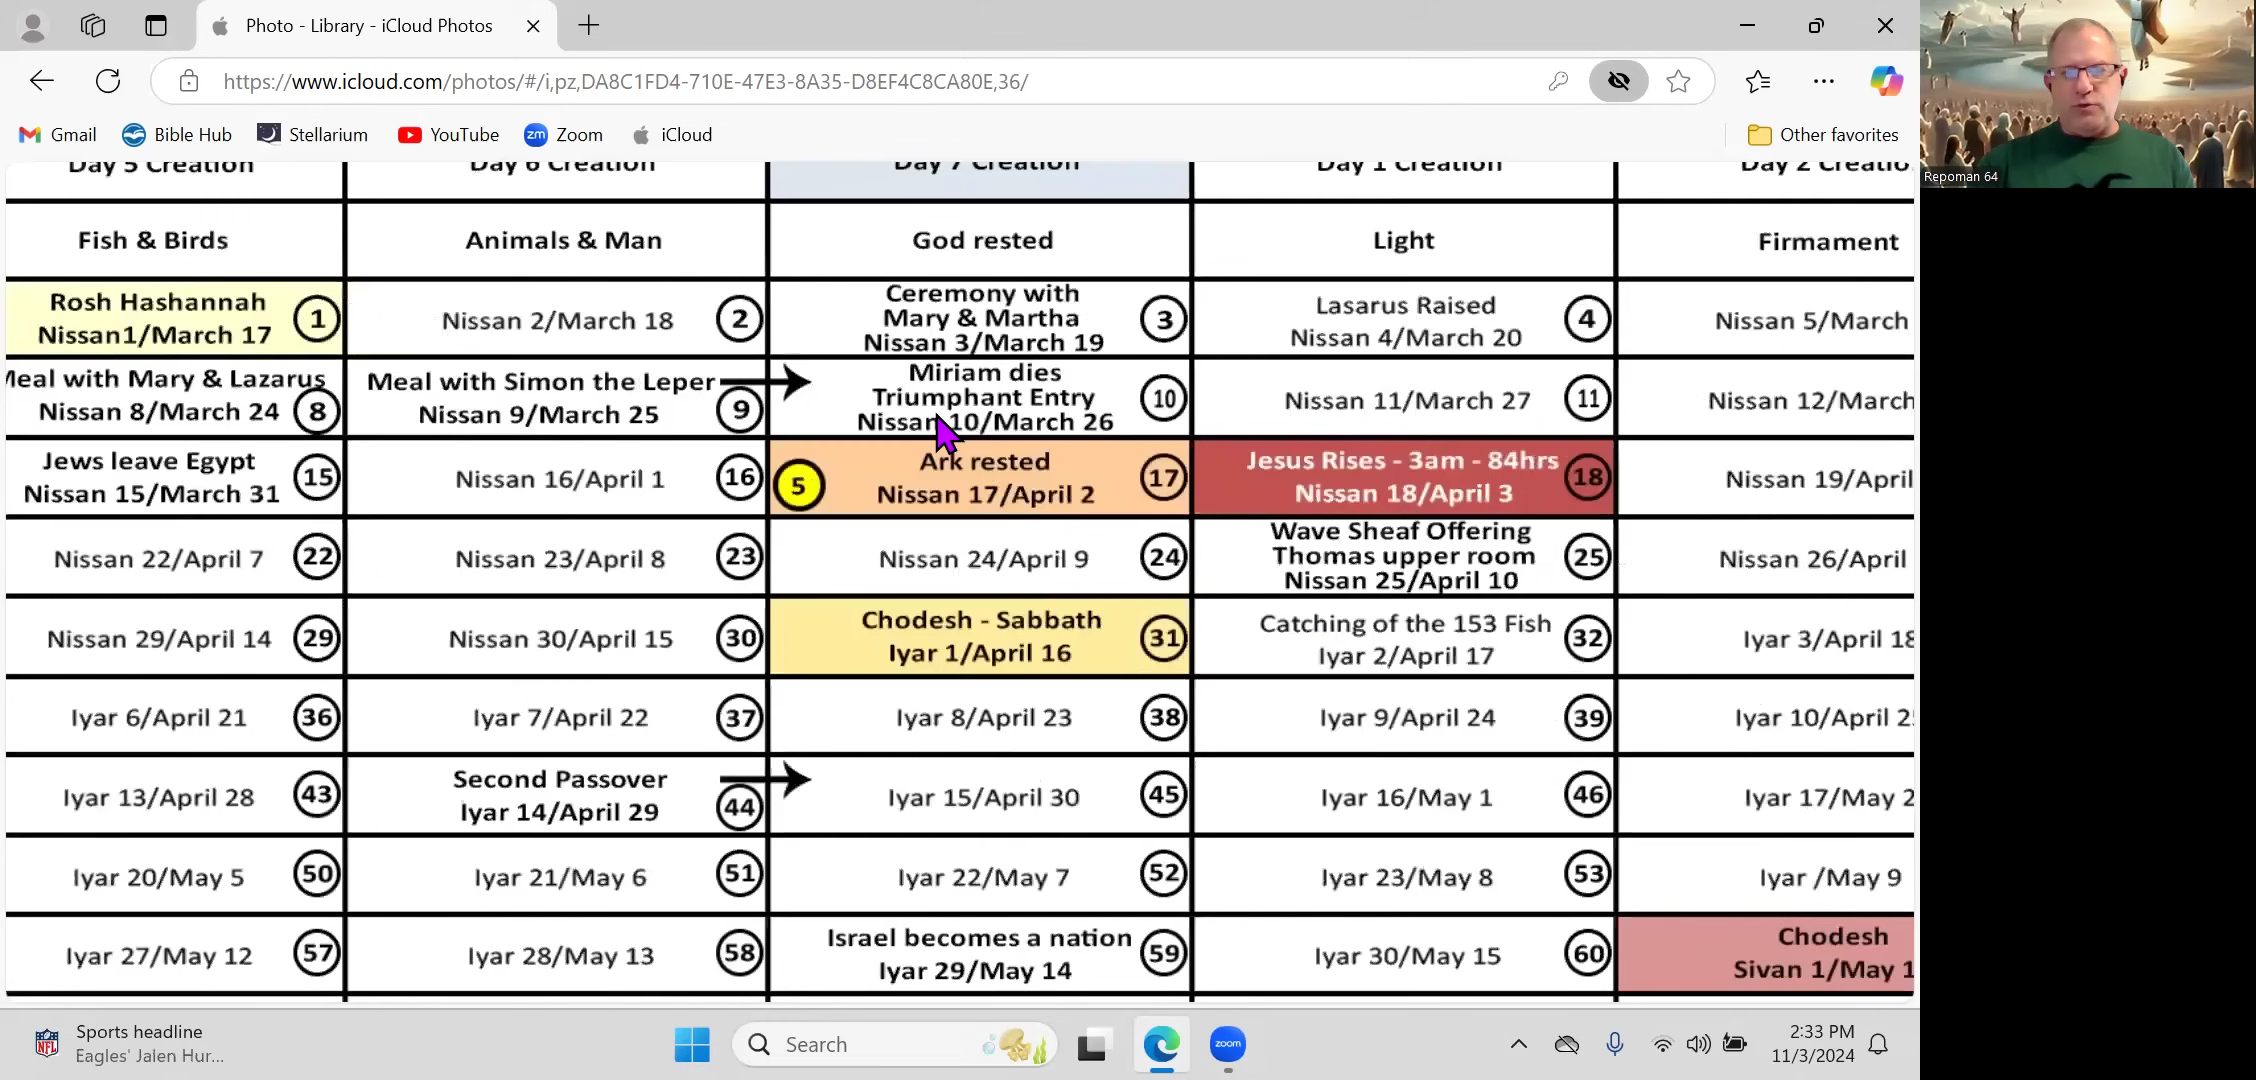 Photo - Library - iCloud Photos
https://www.icloud.com/photos/#/i,pz,DA8C1FD4-710E-47E3-8A35-D8EF4C8CA80E,36/
Gmail
Bible Hub
Stellarium
YouTube
zm Zoom
iCloud
Other favorites
Repoman 64
Day 5 Creation
Day 6 Creation
Day 7 Creation
Day 1 Creation
Day 2 Creatio
Fish & Birds
Animals & Man
God rested
Light
Firmament
Rosh Hashannah
Nissan1/March 17
1
Nissan 2/March 18
2
Ceremony with
Mary & Martha
Nissan 3/March 19
3
Lasarus Raised
Nissan 4/March 20
4
Nissan 5/March
Meal with Mary & Lazarus
Nissan 8/March 24
8
Meal with Simon the Leper
Nissan 9/March 25
9
Miriam dies
Triumphant Entry
Nissan 10/March 26
10
Nissan 11/March 27
11
Nissan 12/March
Jews leave Egypt
Nissan 15/March 31
15
Nissan 16/April 1
16
5
Ark rested
Nissan 17/April 2
17
Jesus Rises - 3am - 84hrs
Nissan 18/April 3
18
Nissan 19/April
Nissan 22/April 7
22
Nissan 23/April 8
23
Nissan 24/April 9
24
Wave Sheaf Offering
Thomas upper room
Nissan 25/April 10
25
Nissan 26/April
Nissan 29/April 14
29
Nissan 30/April 15
30
Chodesh - Sabbath
Iyar 1/April 16
31
Catching of the 153 Fish
Iyar 2/April 17
32
Iyar 3/April 18
Iyar 6/April 21
36
Iyar 7/April 22
37
Iyar 8/April 23
38
Iyar 9/April 24
39
Iyar 10/April 2
Iyar 13/April 28
43
Second Passover
Iyar 14/April 29
44
Iyar 15/April 30
45
Iyar 16/May 1
46
Iyar 17/May 2
Iyar 20/May 5
50
Iyar 21/May 6
51
Iyar 22/May 7
52
Iyar 23/May 8
53
Iyar /May 9
Iyar 27/May 12
57
Iyar 28/May 13
58
Israel becomes a nation
Iyar 29/May 14
59
Iyar 30/May 15
60
Chodesh
Sivan 1/May 1
NFL
Sports headline
Eagles' Jalen Hur...
Search
zoom
2:33 PM
11/3/2024